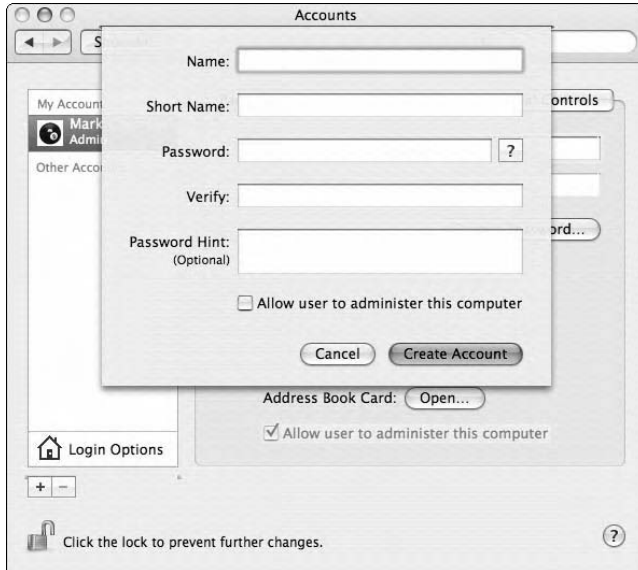 Accounts
Name:
Short Name:
My Account
ontrols
Mark
Admi
Password:
?
Other Acco
Verify:
ord...
Password Hint:
(Optional)
Allow user to administer this computer
Cancel
Create Account
Address Book Card:
Open...
Allow user to administer this computer
Login Options
+
−
Click the lock to prevent further changes.
?